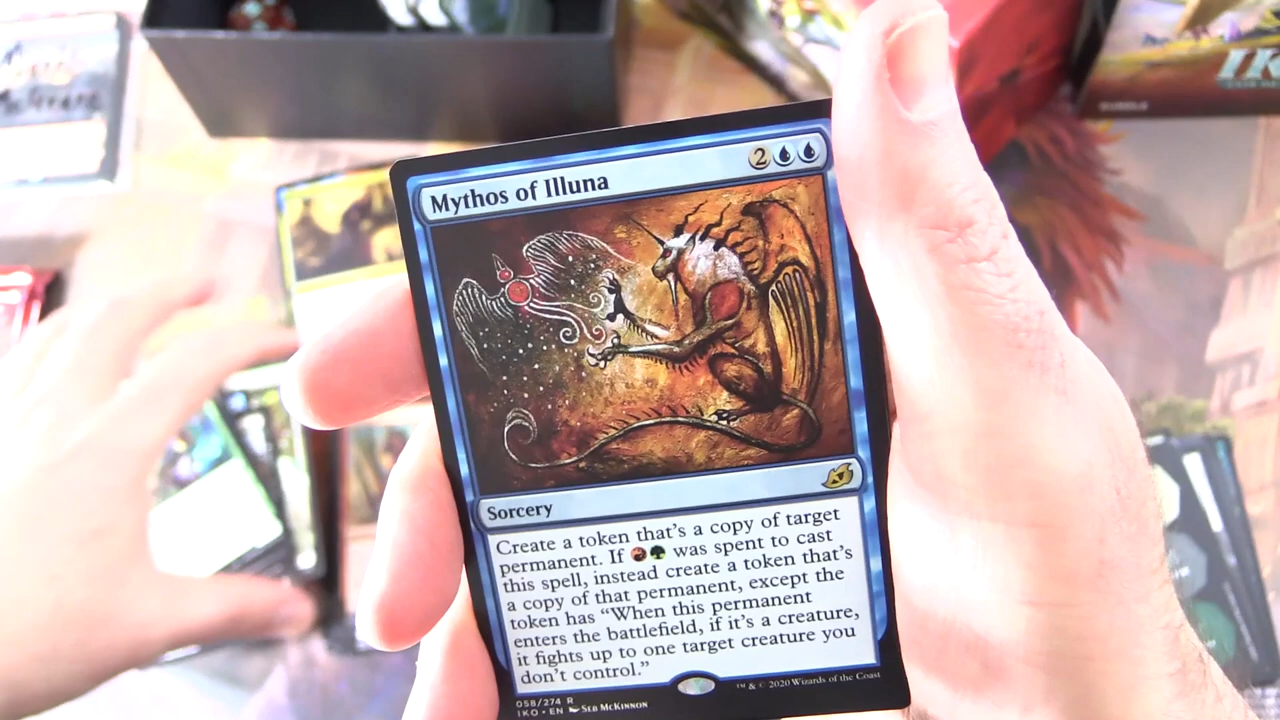 Mythos of Illuna
2
Sorcery
Create a token that's a copy of target
permanent. If was spent to cast
this spell, instead create a token that's
a copy of that permanent, except the
token has "When this permanent
enters the battlefield, if it's a creature,
it fights up to one target creature you
don't control."
058/274 R
IKO • EN Seb McKinnon
™ & © 2020 Wizards of the Coast
IK
BUNDLE